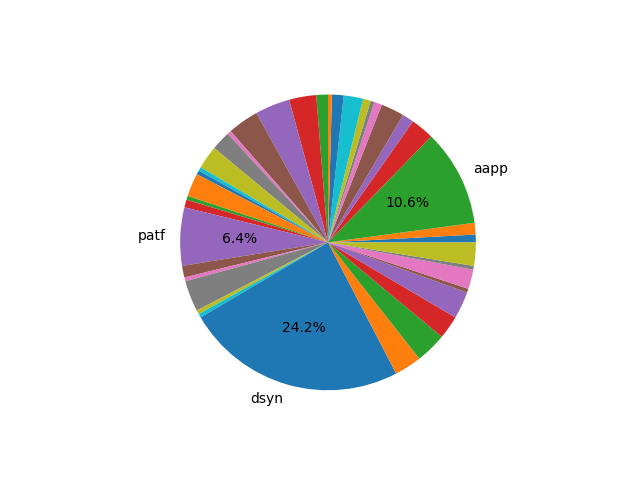 aapp
10.6%
patf
6.4%
24.2%
dsyn